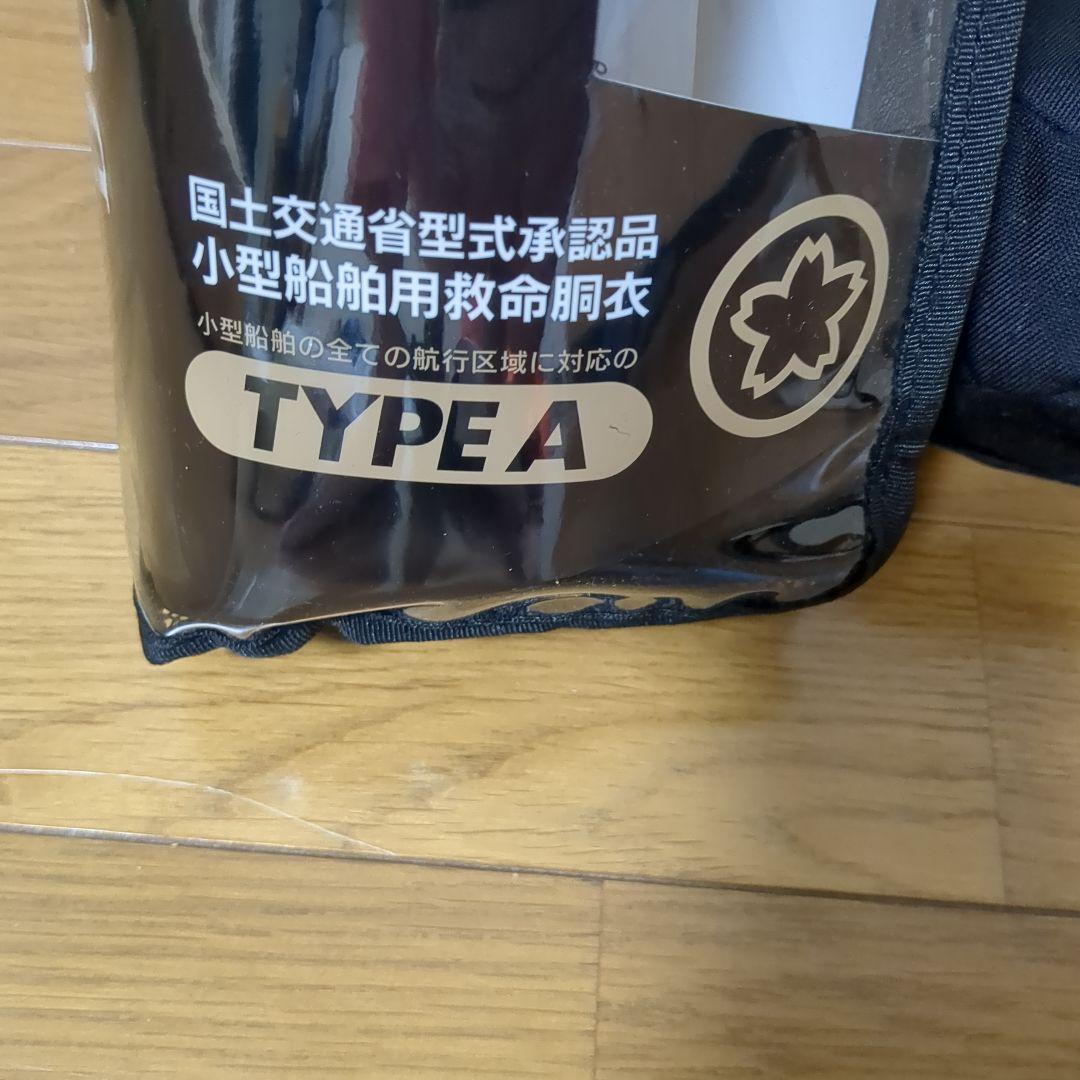 国土交通省型式承認品
小型船舶用救命胴衣
小型船舶の全ての航行区域に対応の
TYPE A